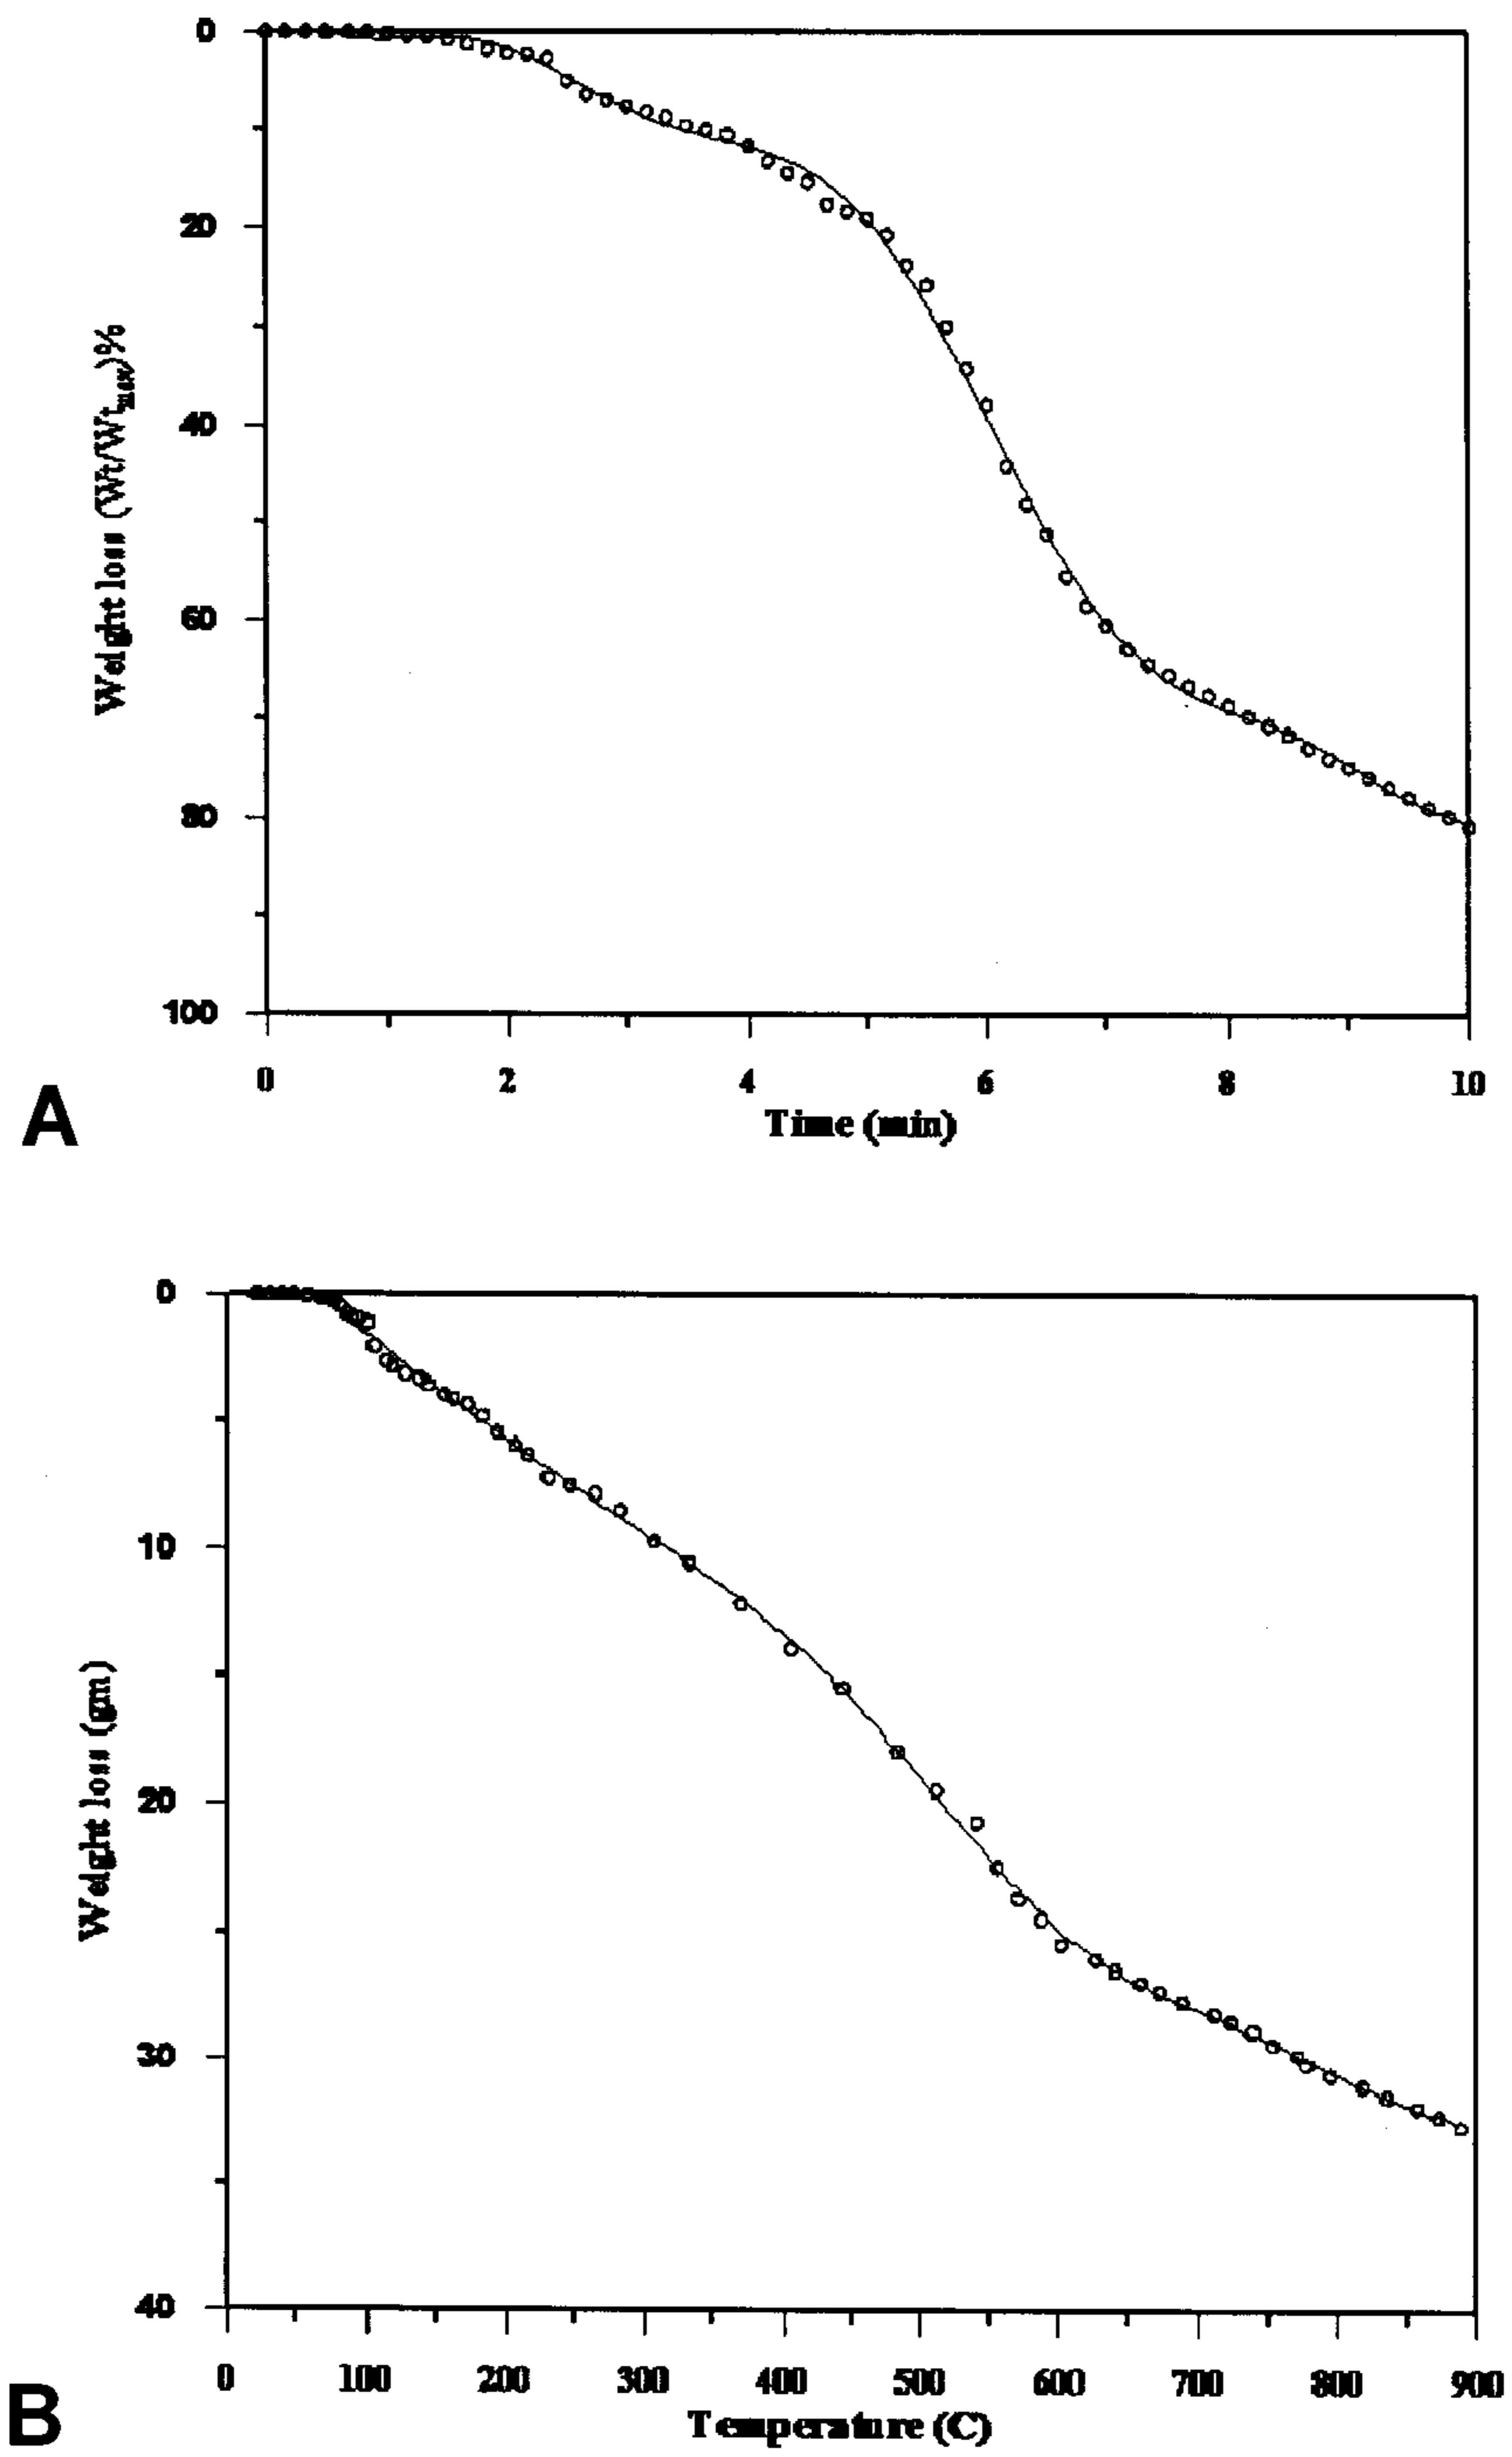 0
20
40
60
80
100
Weight loss (Wt/Wtmax)%
0 2 4 6 8 10
Time (min)
A
0
10
20
30
40
Weight loss (gm)
0 100 200 300 400 500 600 700 800 900
Temperature (C)
B